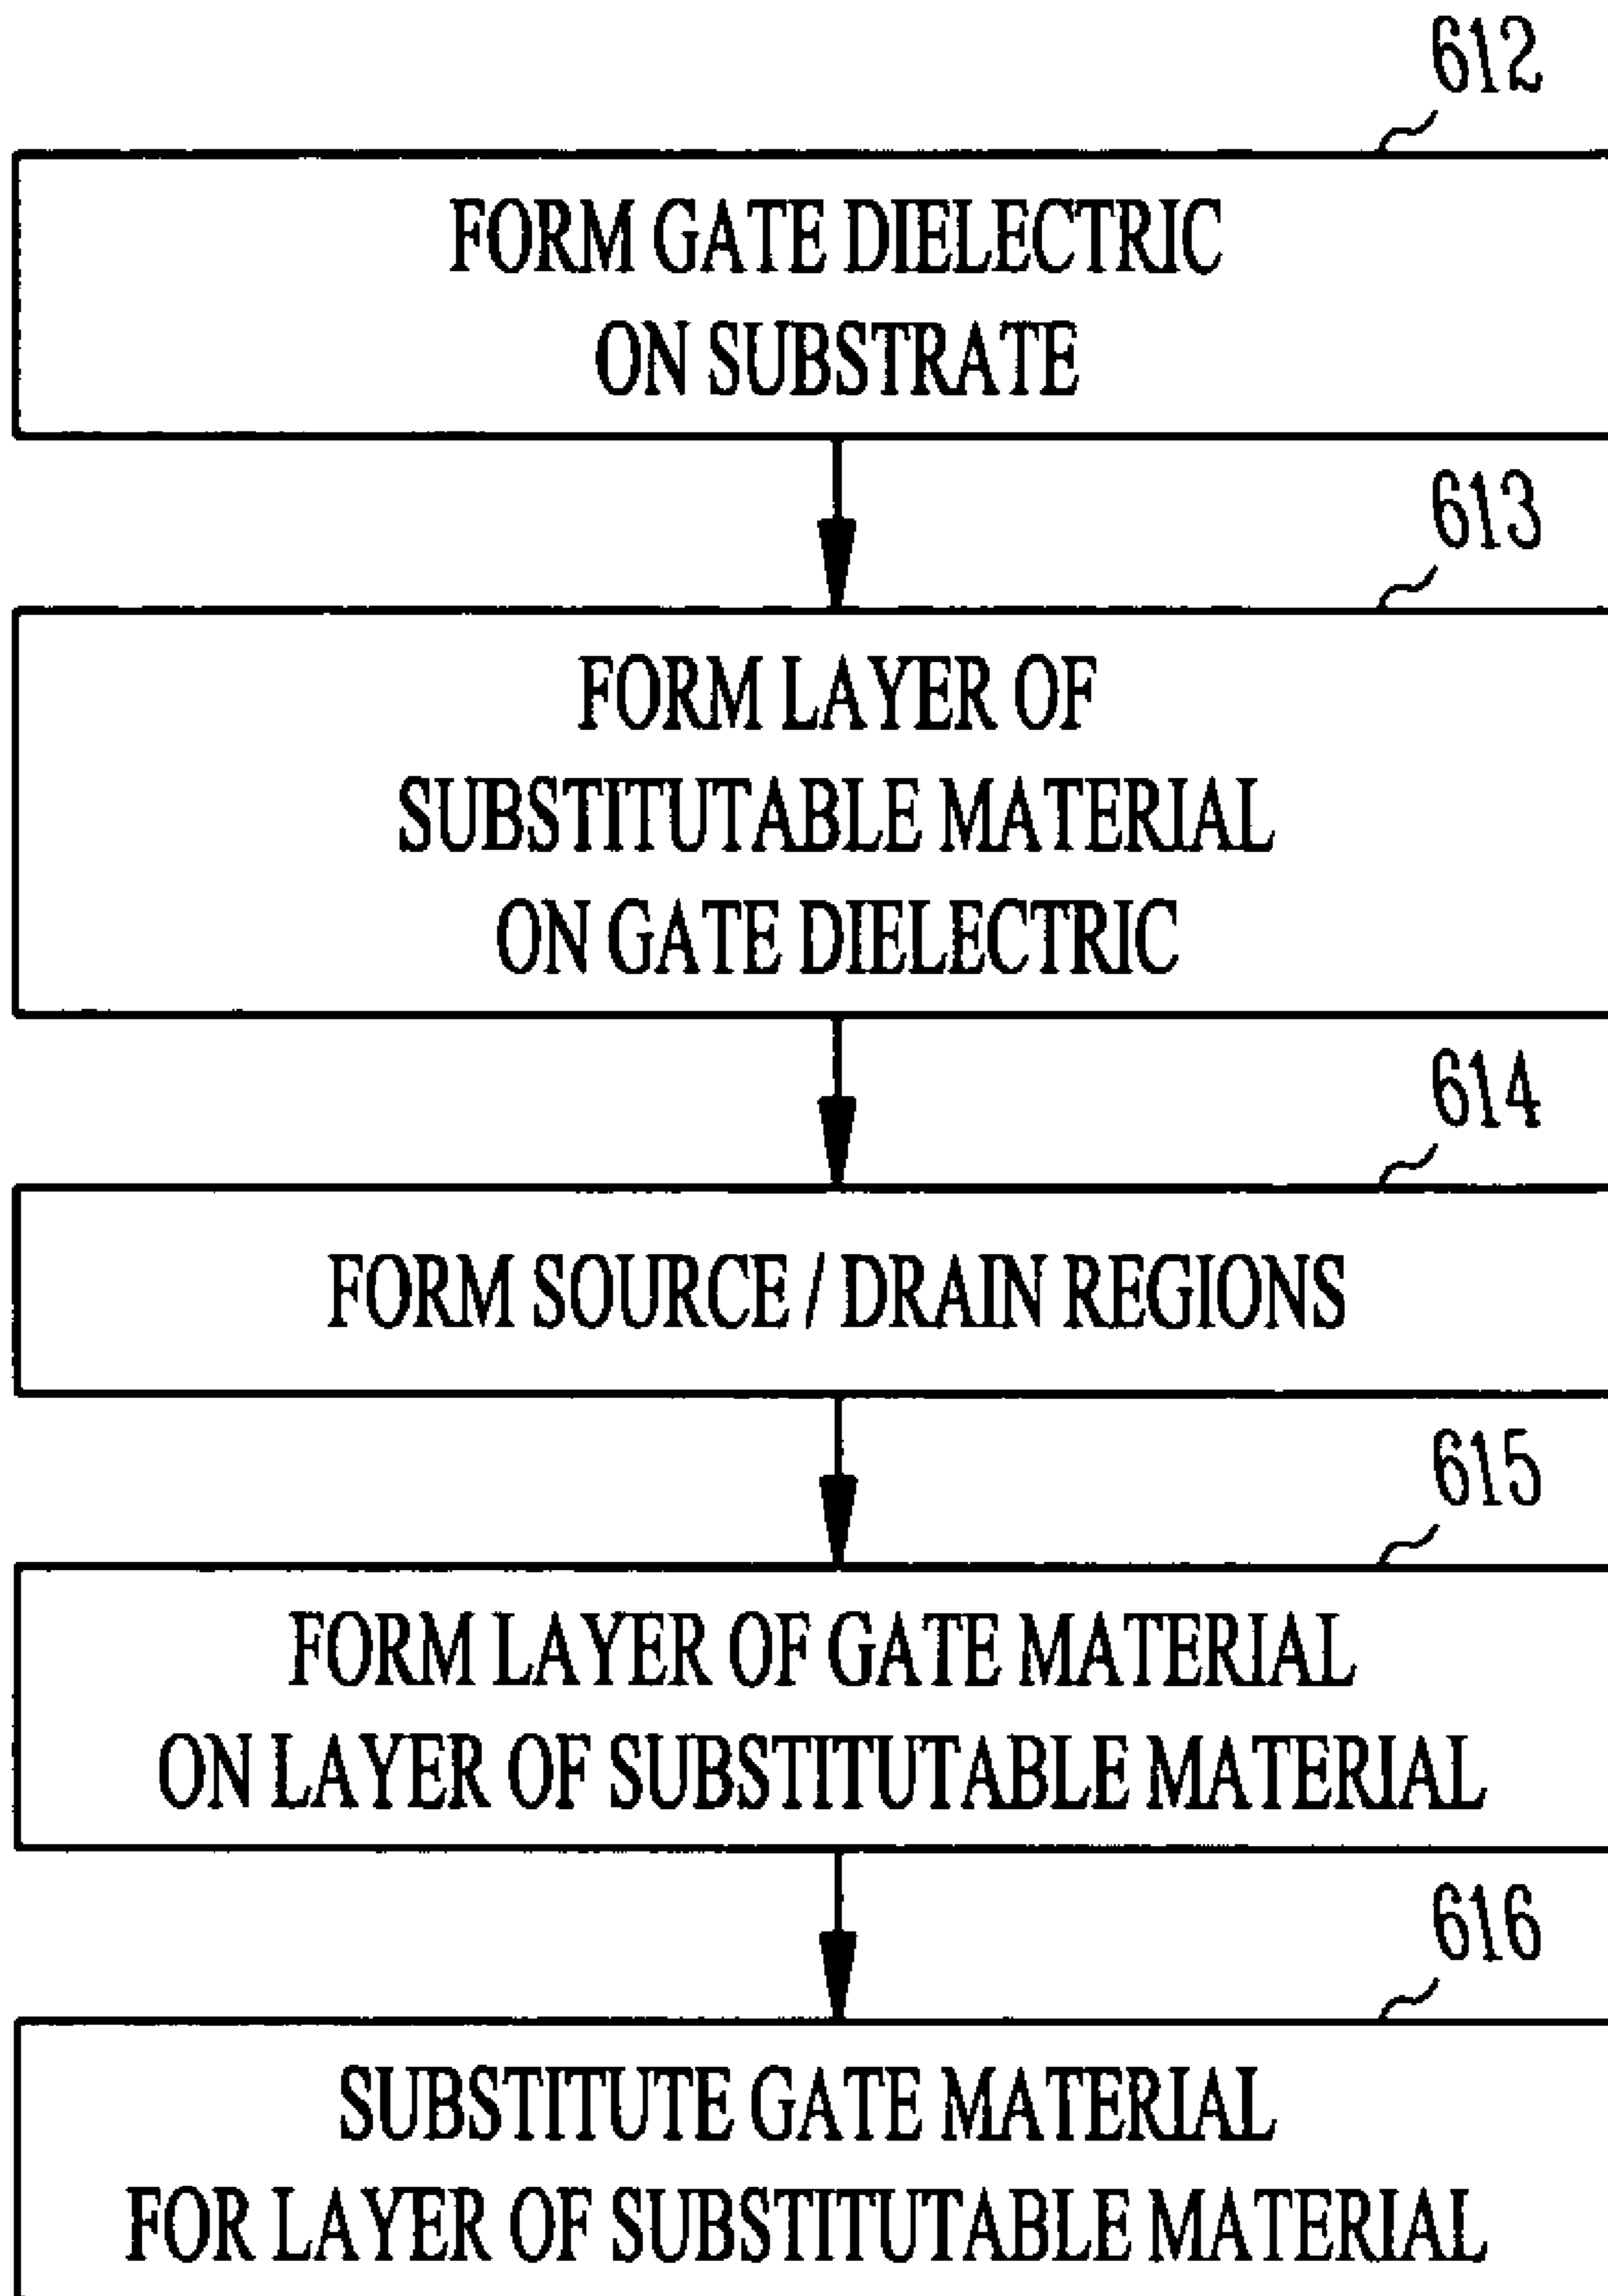 612
FORM GATE DIELECTRIC
ON SUBSTRATE
613
FORM LAYER OF
SUBSTITUTABLE MATERIAL
ON GATE DIELECTRIC
614
FORM SOURCE / DRAIN REGIONS
615
FORM LAYER OF GATE MATERIAL
ON LAYER OF SUBSTITUTABLE MATERIAL
616
SUBSTITUTE GATE MATERIAL
FOR LAYER OF SUBSTITUTABLE MATERIAL